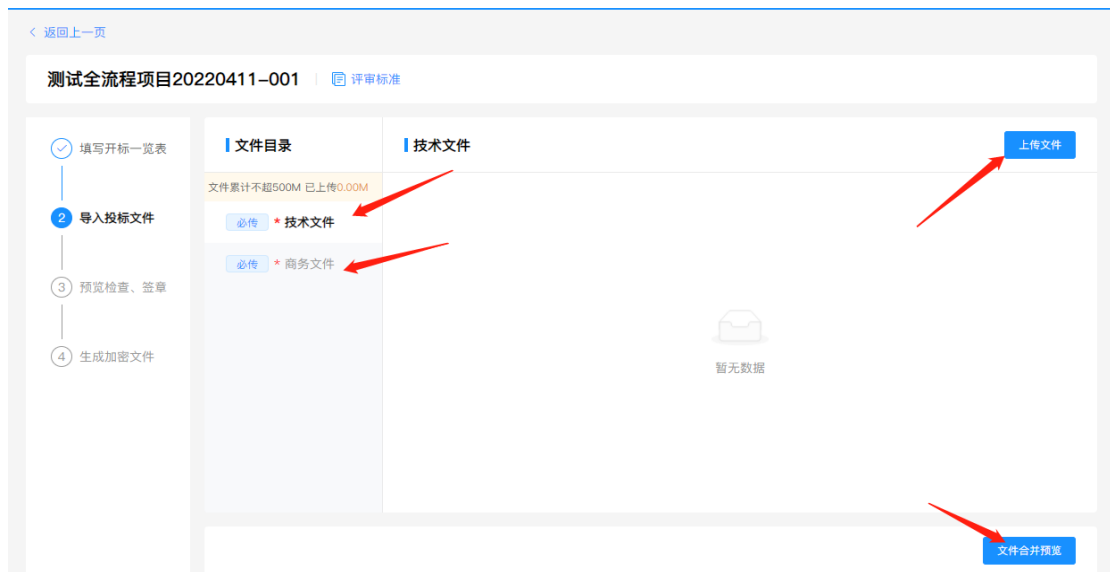 返回上一页
测试全流程项目20220411-001 评审标准
填写开标一览表
2 导入投标文件
3 预览检查、签章
4 生成加密文件
文件目录
文件累计不超500M 已上传0.00M
必传 * 技术文件
必传 * 商务文件
技术文件
上传文件
暂无数据
文件合并预览